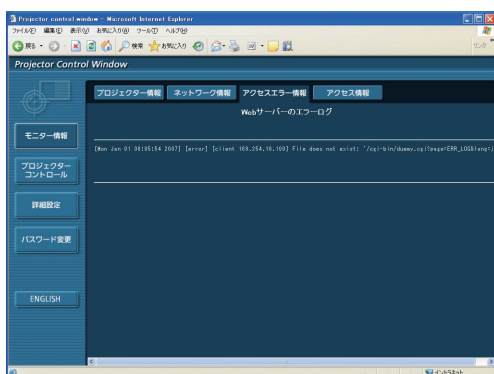 Projector control window - Microsoft Internet Explorer
ファイル(F) 編集(E) 表示(V) お気に入り(A) ツール(T) ヘルプ(H)
戻る 検索 お気に入り リンク
Projector Control Window
プロジェクター情報 ネットワーク情報 アクセスエラー情報 アクセス情報
Webサーバーのエラーログ
モニター情報
[Mon Jan 01 08:05:54 2007] [error] [client 169.254.10.100] File does not exist: '/cgi-bin/dummy.cgi?page=ERR_LOG&lang=j
プロジェクター
コントロール
詳細設定
パスワード変更
ENGLISH
イントラネット